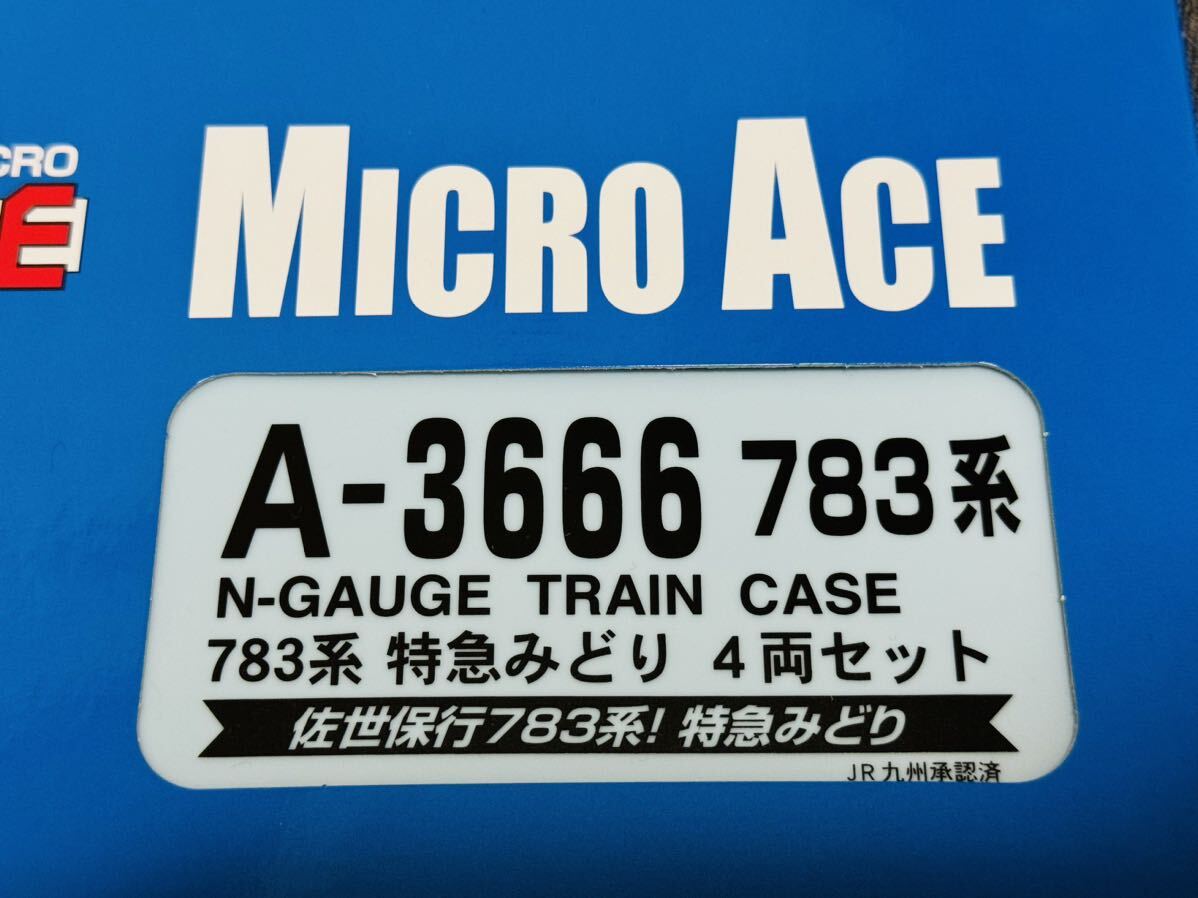 CRO
E
MICRO ACE
A-3666 783系
N-GAUGE TRAIN CASE
783系 特急みどり 4両セット
佐世保行783系! 特急みどり
JR九州承認済